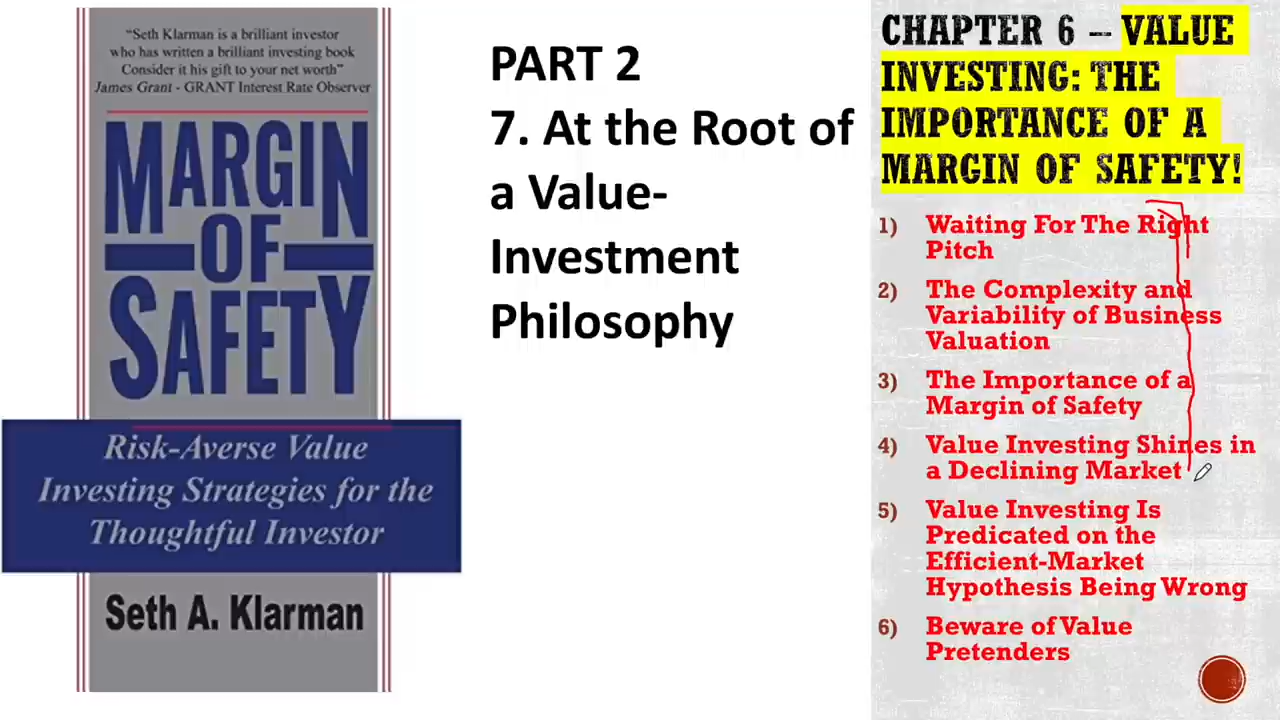 “Seth Klarman is a brilliant investor
who has written a brilliant investing book
Consider it his gift to your net worth”
James Grant - GRANT Interest Rate Observer
MARGIN
OF
SAFETY
Risk-Averse Value
Investing Strategies for the
Thoughtful Investor
Seth A. Klarman
PART 2
7. At the Root of
a Value-
Investment
Philosophy
CHAPTER 6 – VALUE
INVESTING: THE
IMPORTANCE OF A
MARGIN OF SAFETY!
1) Waiting For The Right
Pitch
2) The Complexity and
Variability of Business
Valuation
3) The Importance of a
Margin of Safety
4) Value Investing Shines in
a Declining Market
5) Value Investing Is
Predicated on the
Efficient-Market
Hypothesis Being Wrong
6) Beware of Value
Pretenders